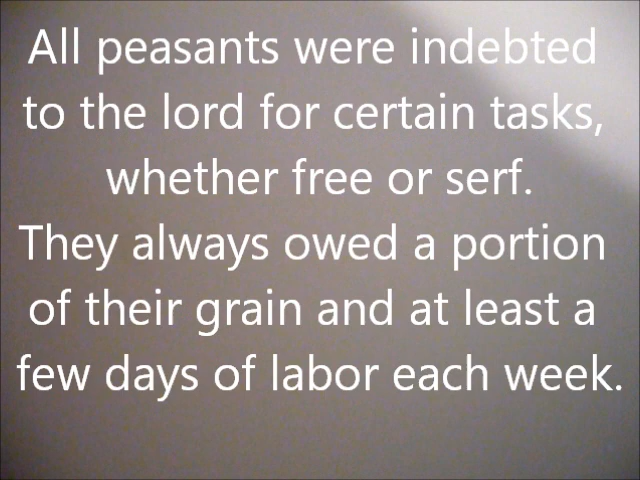 All peasants were indebted
to the lord for certain tasks,
whether free or serf.
They always owed a portion
of their grain and at least a
few days of labor each week.